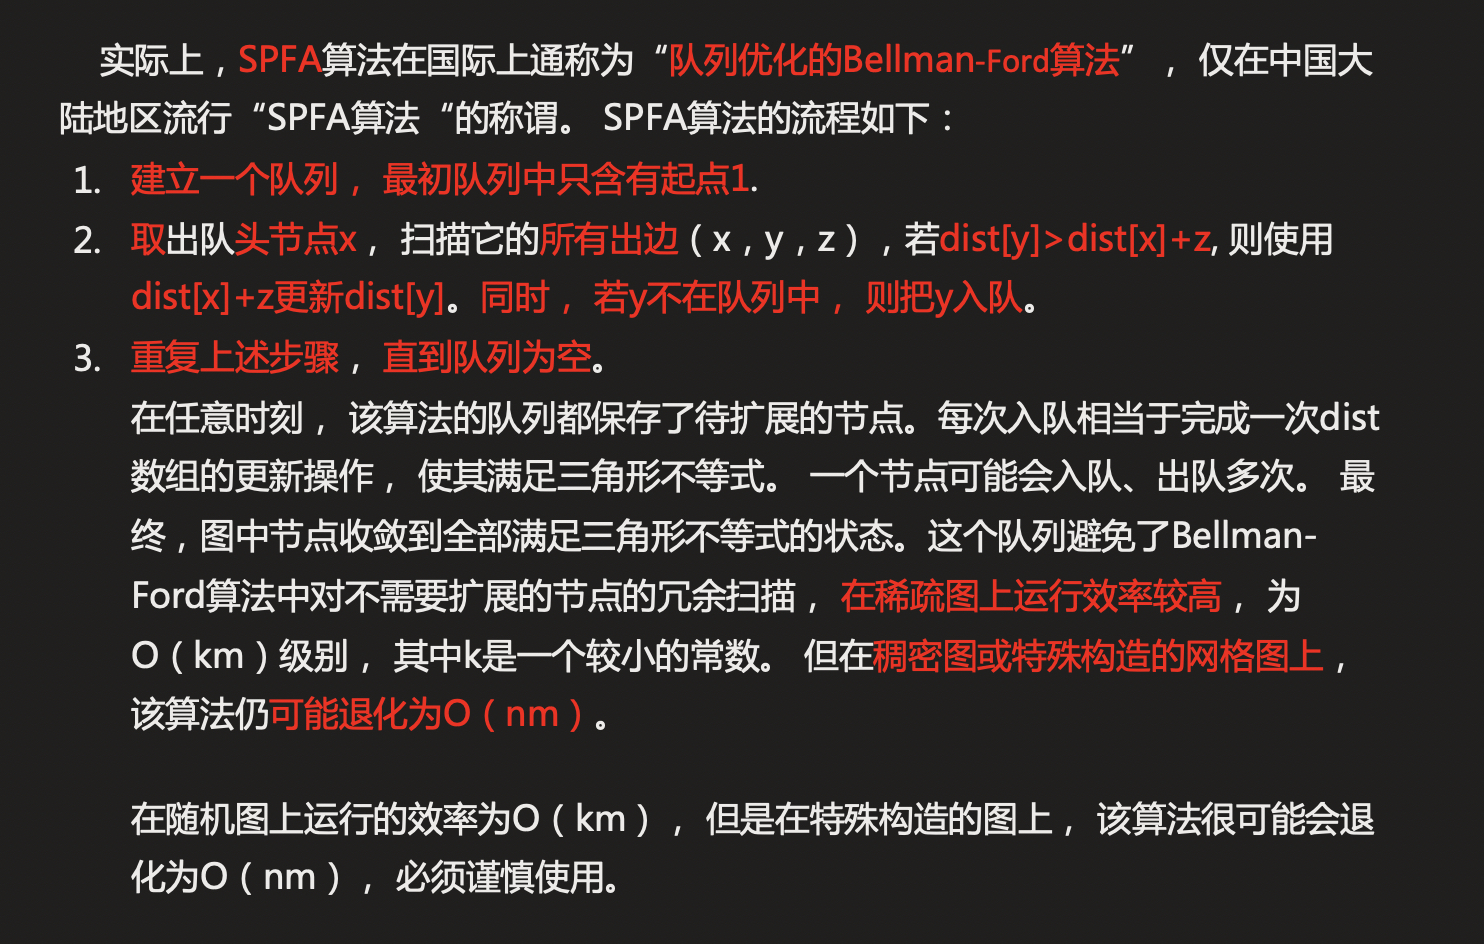 实际上，SPFA算法在国际上通称为“队列优化的Bellman-Ford算法”，仅在中国大
陆地区流行“SPFA算法“的称谓。SPFA算法的流程如下：
1. 建立一个队列，最初队列中只含有起点1.
2. 取出队头节点x，扫描它的所有出边（x，y，z），若dist[y]>dist[x]+z, 则使用
dist[x]+z更新dist[y]。同时，若y不在队列中，则把y入队。
3. 重复上述步骤，直到队列为空。
在任意时刻，该算法的队列都保存了待扩展的节点。每次入队相当于完成一次dist
数组的更新操作，使其满足三角形不等式。一个节点可能会入队、出队多次。最
终，图中节点收敛到全部满足三角形不等式的状态。这个队列避免了Bellman-
Ford算法中对不需要扩展的节点的冗余扫描，在稀疏图上运行效率较高，为
O（km）级别，其中k是一个较小的常数。但在稠密图或特殊构造的网格图上，
该算法仍可能退化为O（nm）。
在随机图上运行的效率为O（km），但是在特殊构造的图上，该算法很可能会退
化为O（nm），必须谨慎使用。